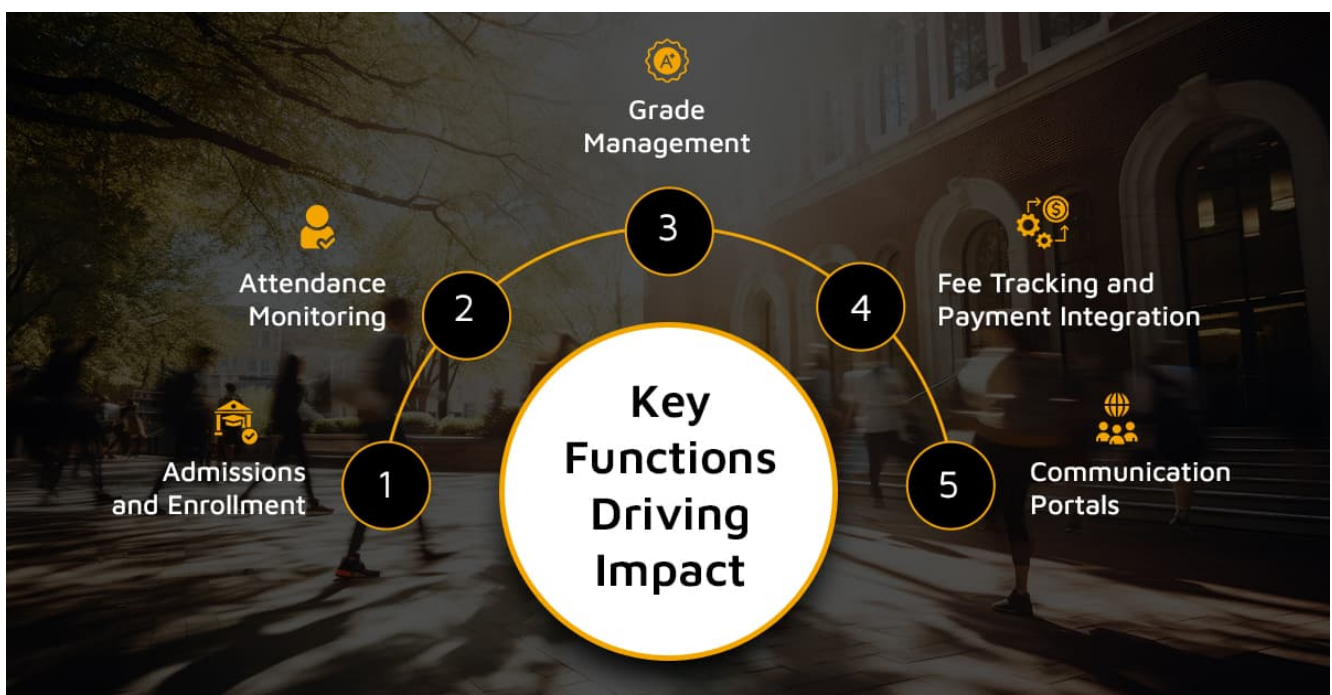 Key
Functions
Driving
Impact
1
Admissions
and Enrollment
2
Attendance
Monitoring
3
A+
Grade
Management
4
$
Fee Tracking and
Payment Integration
5
Communication
Portals